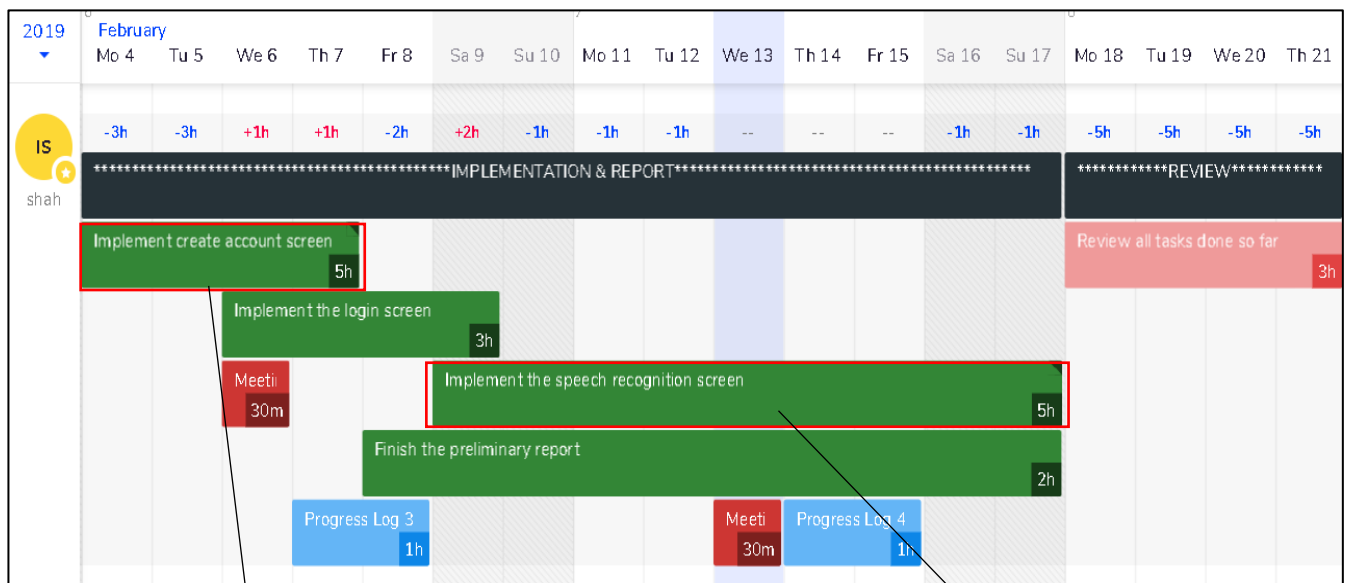 2019
February
Mo 4 Tu 5 We 6 Th 7 Fr 8 Sa 9 Su 10 Mo 11 Tu 12 We 13 Th 14 Fr 15 Sa 16 Su 17 Mo 18 Tu 19 We 20 Th 21
-3h -3h +1h +1h -2h +2h -1h -1h -1h -- -- -- -1h -1h -5h -5h -5h -5h
IS
shah
**********************************************IMPLEMENTATION & REPORT********************************************** ************REVIEW************
Implement create account screen
5h
Review all tasks done so far
3h
Implement the login screen
3h
Meetii
30m
Implement the speech recognition screen
5h
Finish the preliminary report
2h
Progress Log 3
1h
Meeti
30m
Progress Log 4
1h